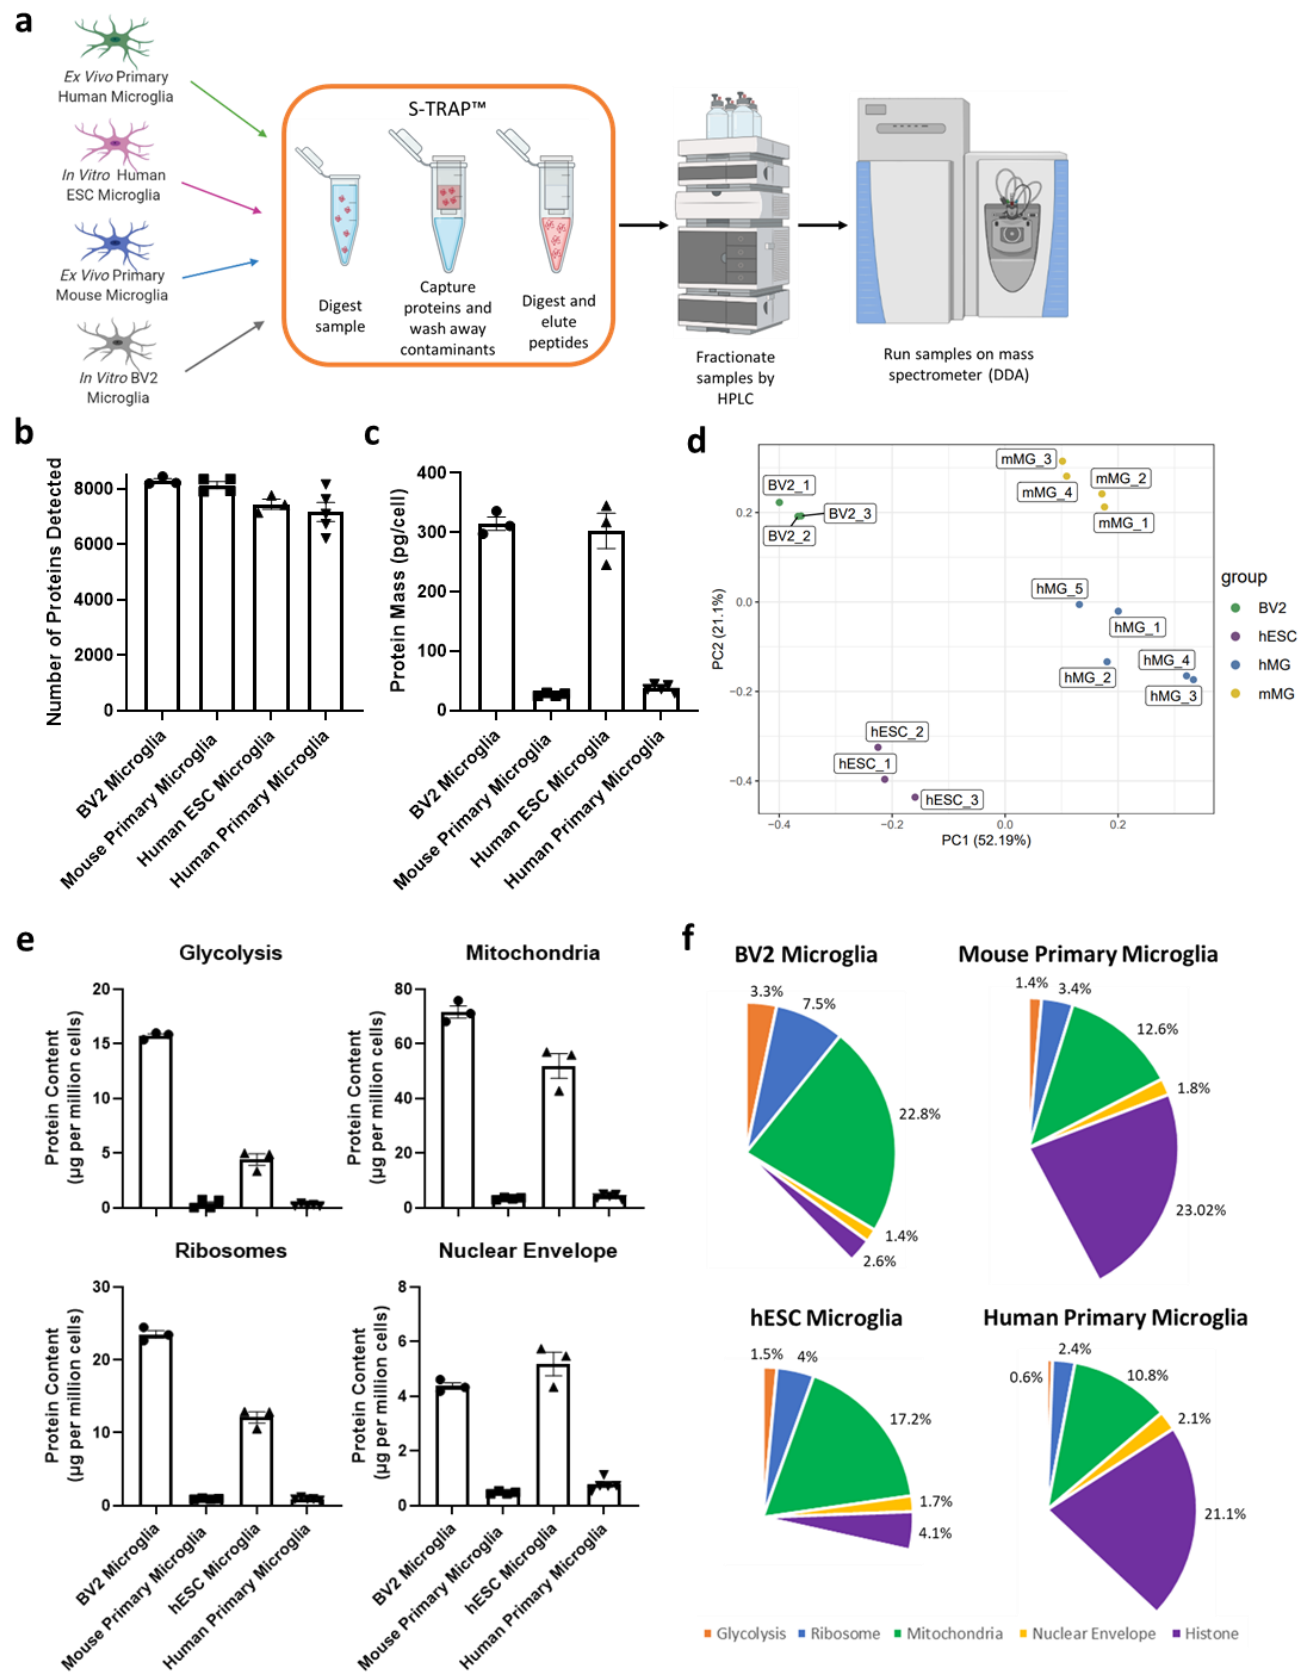 a
Ex Vivo Primary
Human Microglia
In Vitro Human
ESC Microglia
Ex Vivo Primary
Mouse Microglia
In Vitro BV2
Microglia
S-TRAP™
Digest
sample
Capture
proteins and
wash away
contaminants
Digest and
elute
peptides
Fractionate
samples by
HPLC
Run samples on mass
spectrometer (DDA)
b
Number of Proteins Detected
8000
6000
4000
2000
0
BV2 Microglia
Mouse Primary Microglia
Human ESC Microglia
Human Primary Microglia
c
Protein Mass (pg/cell)
400
300
200
100
0
BV2 Microglia
Mouse Primary Microglia
Human ESC Microglia
Human Primary Microglia
d
PC2 (21.1%)
0.2
0.0
−0.2
−0.4
BV2_1
BV2_3
BV2_2
mMG_3
mMG_2
mMG_4
mMG_1
hMG_5
hMG_1
hMG_4
hMG_2
hMG_3
hESC_2
hESC_1
hESC_3
−0.4
−0.2
0.0
0.2
PC1 (52.19%)
group
BV2
hESC
hMG
mMG
e
Glycolysis
Protein Content
(µg per million cells)
20
15
10
5
0
Mitochondria
Protein Content
(µg per million cells)
80
60
40
20
0
Ribosomes
Protein Content
(µg per million cells)
30
20
10
0
BV2 Microglia
Mouse Primary Microglia
hESC Microglia
Human Primary Microglia
Nuclear Envelope
Protein Content
(µg per million cells)
8
6
4
2
0
BV2 Microglia
Mouse Primary Microglia
hESC Microglia
Human Primary Microglia
f
BV2 Microglia
3.3%
7.5%
22.8%
1.4%
2.6%
Mouse Primary Microglia
1.4%
3.4%
12.6%
1.8%
23.02%
hESC Microglia
1.5%
4%
17.2%
1.7%
4.1%
Human Primary Microglia
0.6%
2.4%
10.8%
2.1%
21.1%
Glycolysis
Ribosome
Mitochondria
Nuclear Envelope
Histone